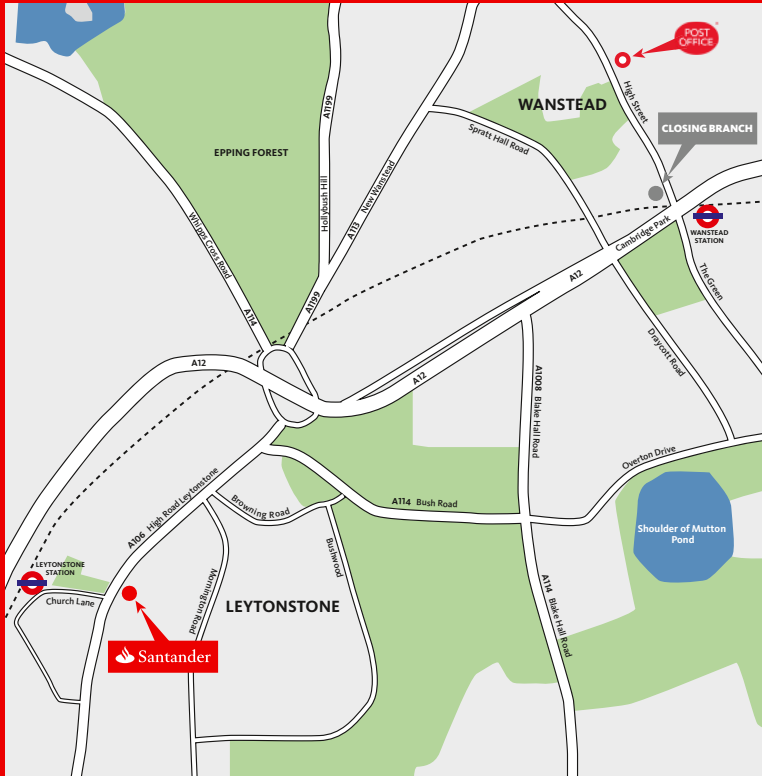 POST
OFFICE
WANSTEAD
High Street
CLOSING BRANCH
Spratt Hall Road
EPPING FOREST
A1199
Hollybush Hill
A113 New Wanstead
Whipps Cross Road
A114
A1199
Cambridge Park
WANSTEAD
STATION
The Green
A12
A12
A12
Draycott Road
A1008 Blake Hall Road
Overton Drive
A106 High Road Leytonstone
Browning Road
A114 Bush Road
Bushwood
Shoulder of Mutton
Pond
LEYTONSTONE
STATION
Church Lane
Mornington Road
LEYTONSTONE
A114 Blake Hall Road
Santander